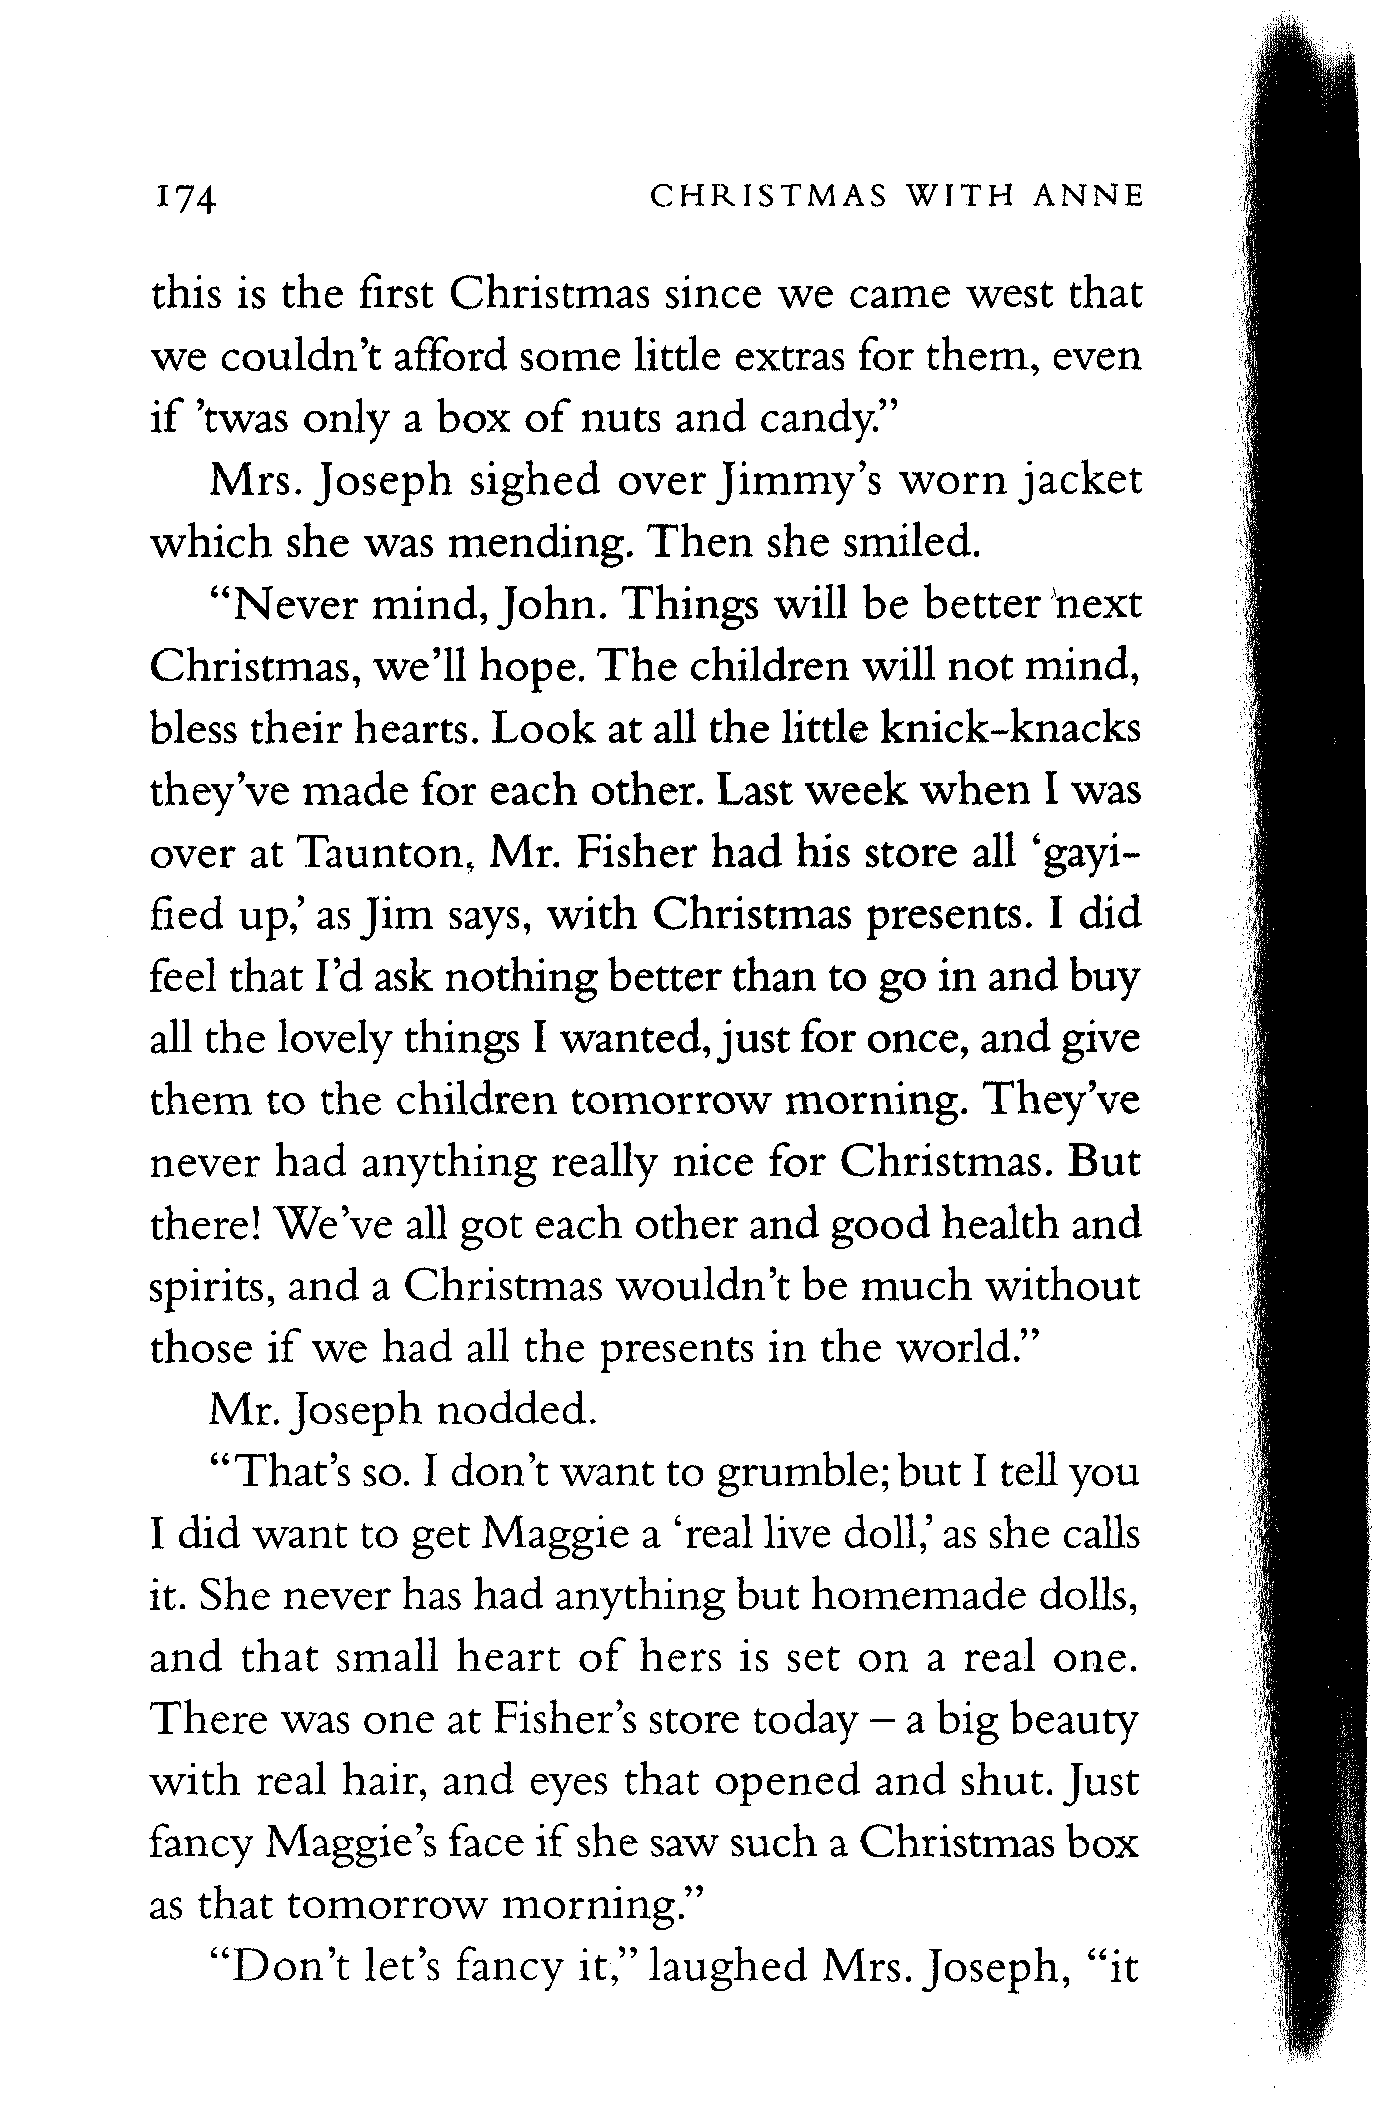 174 CHRISTMAS WITH ANNE
this is the first Christmas since we came west that
we couldn't afford some little extras for them, even
if 'twas only a box of nuts and candy."
Mrs. Joseph sighed over Jimmy's worn jacket
which she was mending. Then she smiled.
"Never mind, John. Things will be better next
Christmas, we'll hope. The children will not mind,
bless their hearts. Look at all the little knick-knacks
they've made for each other. Last week when I was
over at Taunton, Mr. Fisher had his store all 'gayi-
fied up,' as Jim says, with Christmas presents. I did
feel that I'd ask nothing better than to go in and buy
all the lovely things I wanted, just for once, and give
them to the children tomorrow morning. They've
never had anything really nice for Christmas. But
there! We've all got each other and good health and
spirits, and a Christmas wouldn't be much without
those if we had all the presents in the world."
Mr. Joseph nodded.
"That's so. I don't want to grumble; but I tell you
I did want to get Maggie a 'real live doll,' as she calls
it. She never has had anything but homemade dolls,
and that small heart of hers is set on a real one.
There was one at Fisher's store today – a big beauty
with real hair, and eyes that opened and shut. Just
fancy Maggie's face if she saw such a Christmas box
as that tomorrow morning."
"Don't let's fancy it," laughed Mrs. Joseph, "it